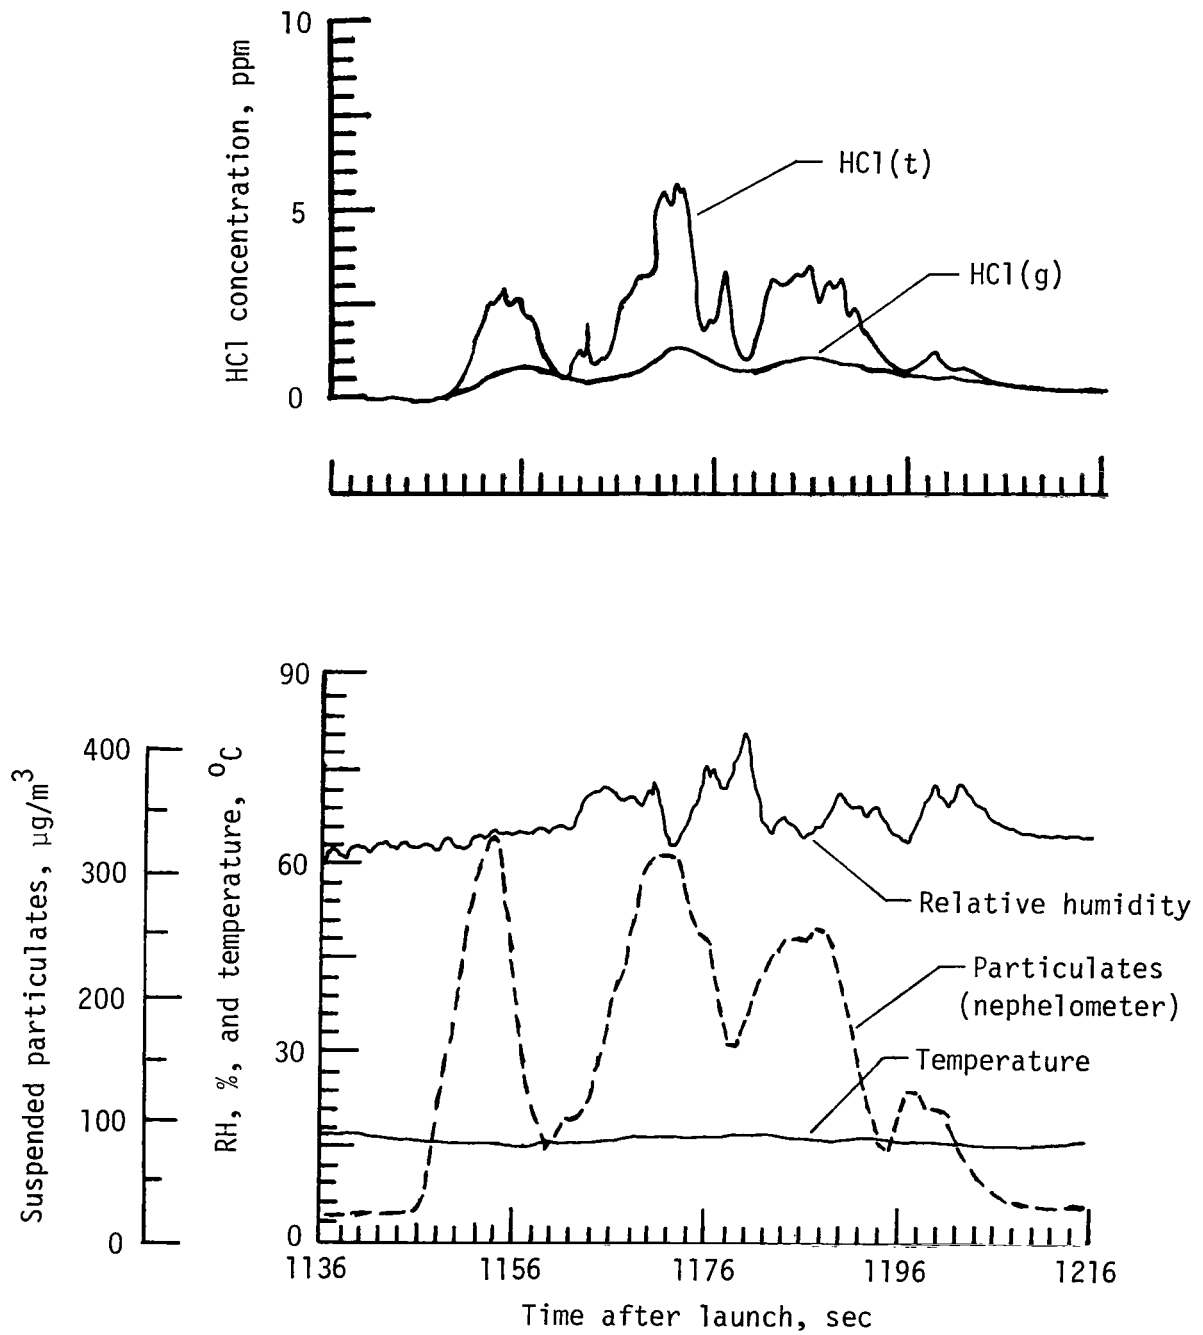 10
HCl concentration, ppm
HCl(t)
5
HCl(g)
0
90
400
Suspended particulates, µg/m3
RH, %, and temperature, oC
60
300
Relative humidity
Particulates
200
(nephelometer)
30
Temperature
100
0
0
1136 1156 1176 1196 1216
Time after launch, sec